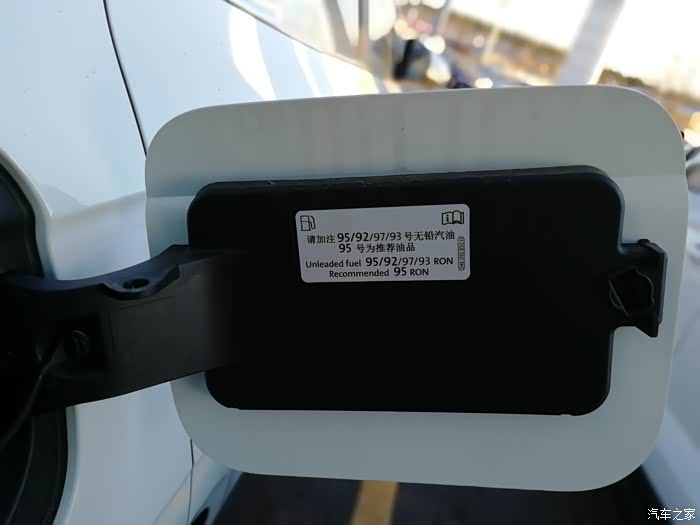 请加注 95/92/97/93 号无铅汽油
95 号为推荐油品
Unleaded fuel 95/92/97/93 RON
Recommended 95 RON
汽车之家